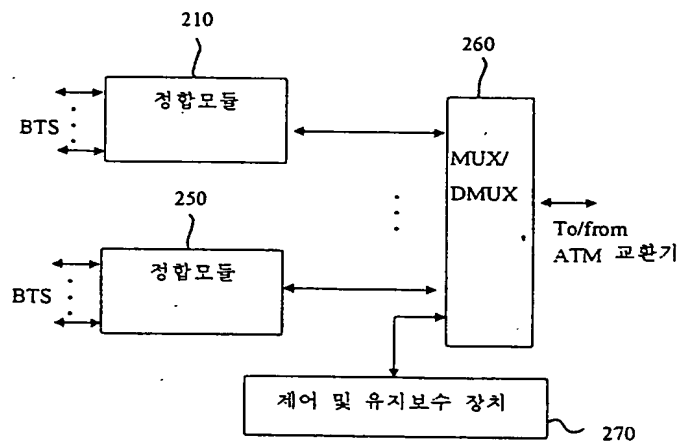 210
260
정합모듈
BTS
MUX/
DMUX
250
To/from
ATM 교환기
정합모듈
BTS
제어 및 유지보수 장치
270